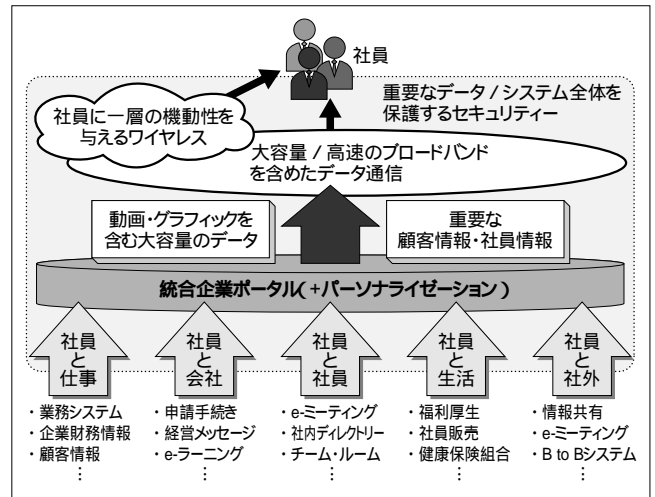 社員
重要なデータ / システム全体を
保護するセキュリティー
社員に一層の機動性を
与えるワイヤレス
大容量 / 高速のブロードバンド
を含めたデータ通信
動画・グラフィックを
含む大容量のデータ
重要な
顧客情報・社員情報
統合企業ポータル(+パーソナライゼーション)
社員
と
仕事
社員
と
会社
社員
と
社員
社員
と
生活
社員
と
社外
・業務システム
・企業財務情報
・顧客情報
⋮
・申請手続き
・経営メッセージ
・e-ラーニング
⋮
・e-ミーティング
・社内ディレクトリー
・チーム・ルーム
⋮
・福利厚生
・社員販売
・健康保険組合
⋮
・情報共有
・e-ミーティング
・B to Bシステム
⋮